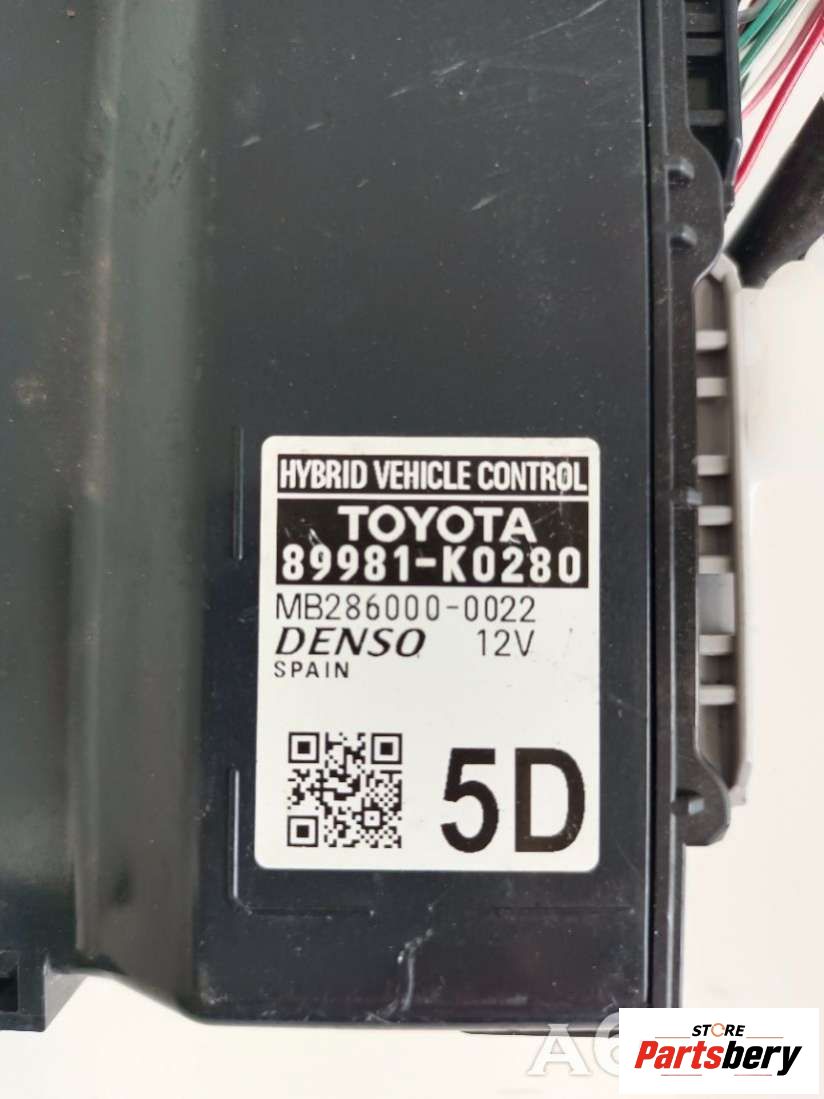 HYBRID VEHICLE CONTROL
TOYOTA
89981-K0280
MB286000-0022
DENSO 12V
SPAIN
5D
STORE
Partsbery